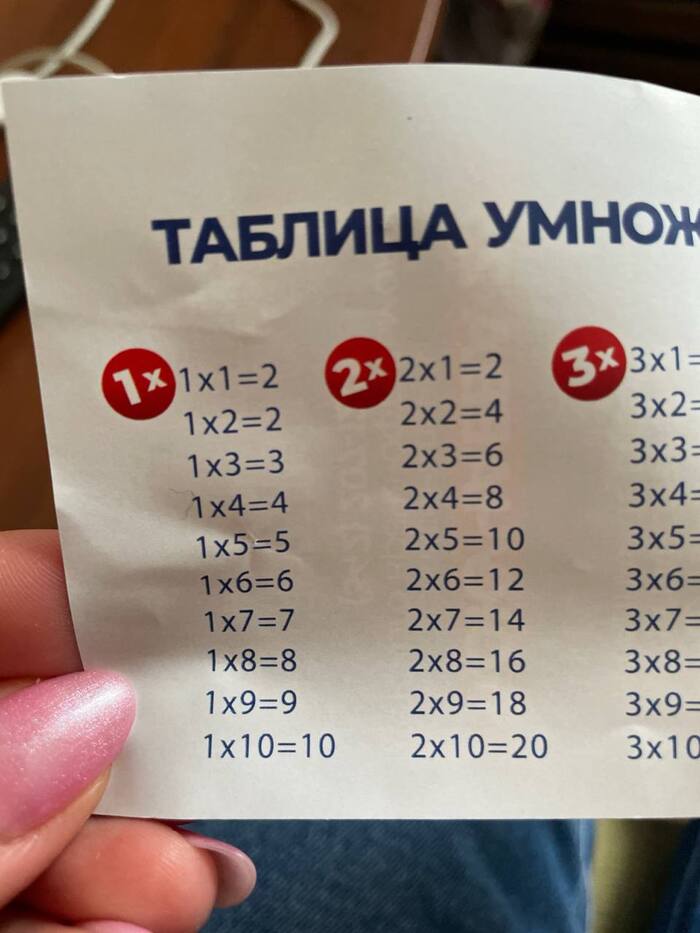 ТАБЛИЦА УМНОЖ
1x
1x1=2
1x2=2
1x3=3
1x4=4
1x5=5
1x6=6
1x7=7
1x8=8
1x9=9
1x10=10
2x
2x1=2
2x2=4
2x3=6
2x4=8
2x5=10
2x6=12
2x7=14
2x8=16
2x9=18
2x10=20
3x
3x1=
3x2=
3x3=
3x4=
3x5=
3x6=
3x7=
3x8=
3x9=
3x10